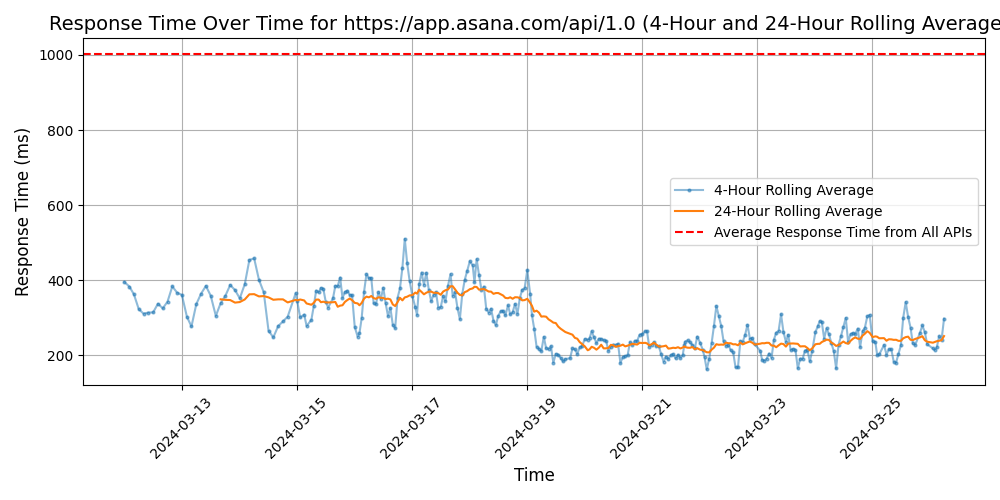 Response Time Over Time for https://app.asana.com/api/1.0 (4-Hour and 24-Hour Rolling Average
Response Time (ms)
1000
800
600
400
200
4-Hour Rolling Average
24-Hour Rolling Average
Average Response Time from All APIs
2024-03-13
2024-03-15
2024-03-17
2024-03-19
2024-03-21
2024-03-23
2024-03-25
Time